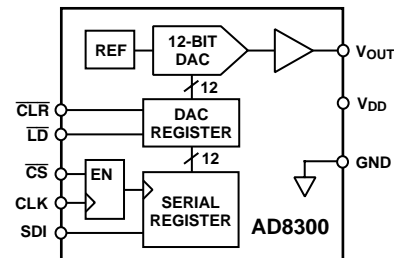 REF
12-BIT
DAC
VOUT
12
VDD
CLR
DAC
REGISTER
LD
12
GND
CS
EN
CLK
SERIAL
REGISTER
SDI
AD8300